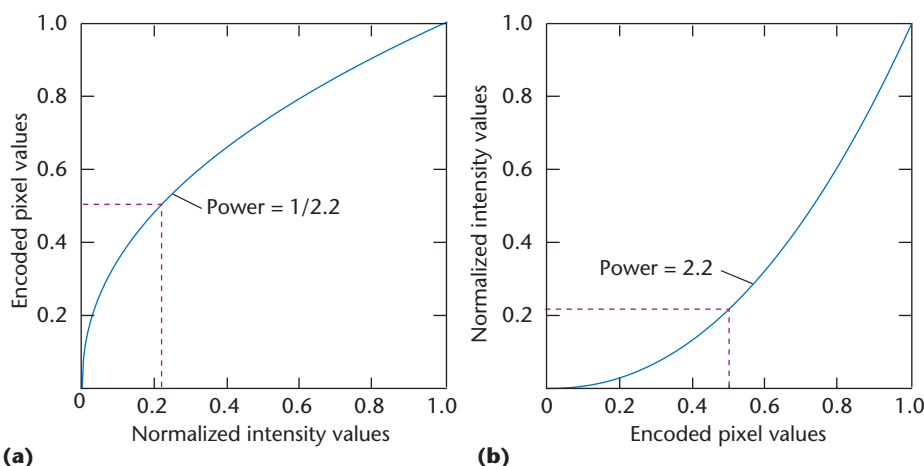 1.0
0.8
0.6
0.4
0.2
0
0.2
0.4
0.6
0.8
1.0
Encoded pixel values
Power = 1/2.2
Normalized intensity values
(a)
1.0
0.8
0.6
0.4
0.2
0
0.2
0.4
0.6
0.8
1.0
Normalized intensity values
Power = 2.2
Encoded pixel values
(b)